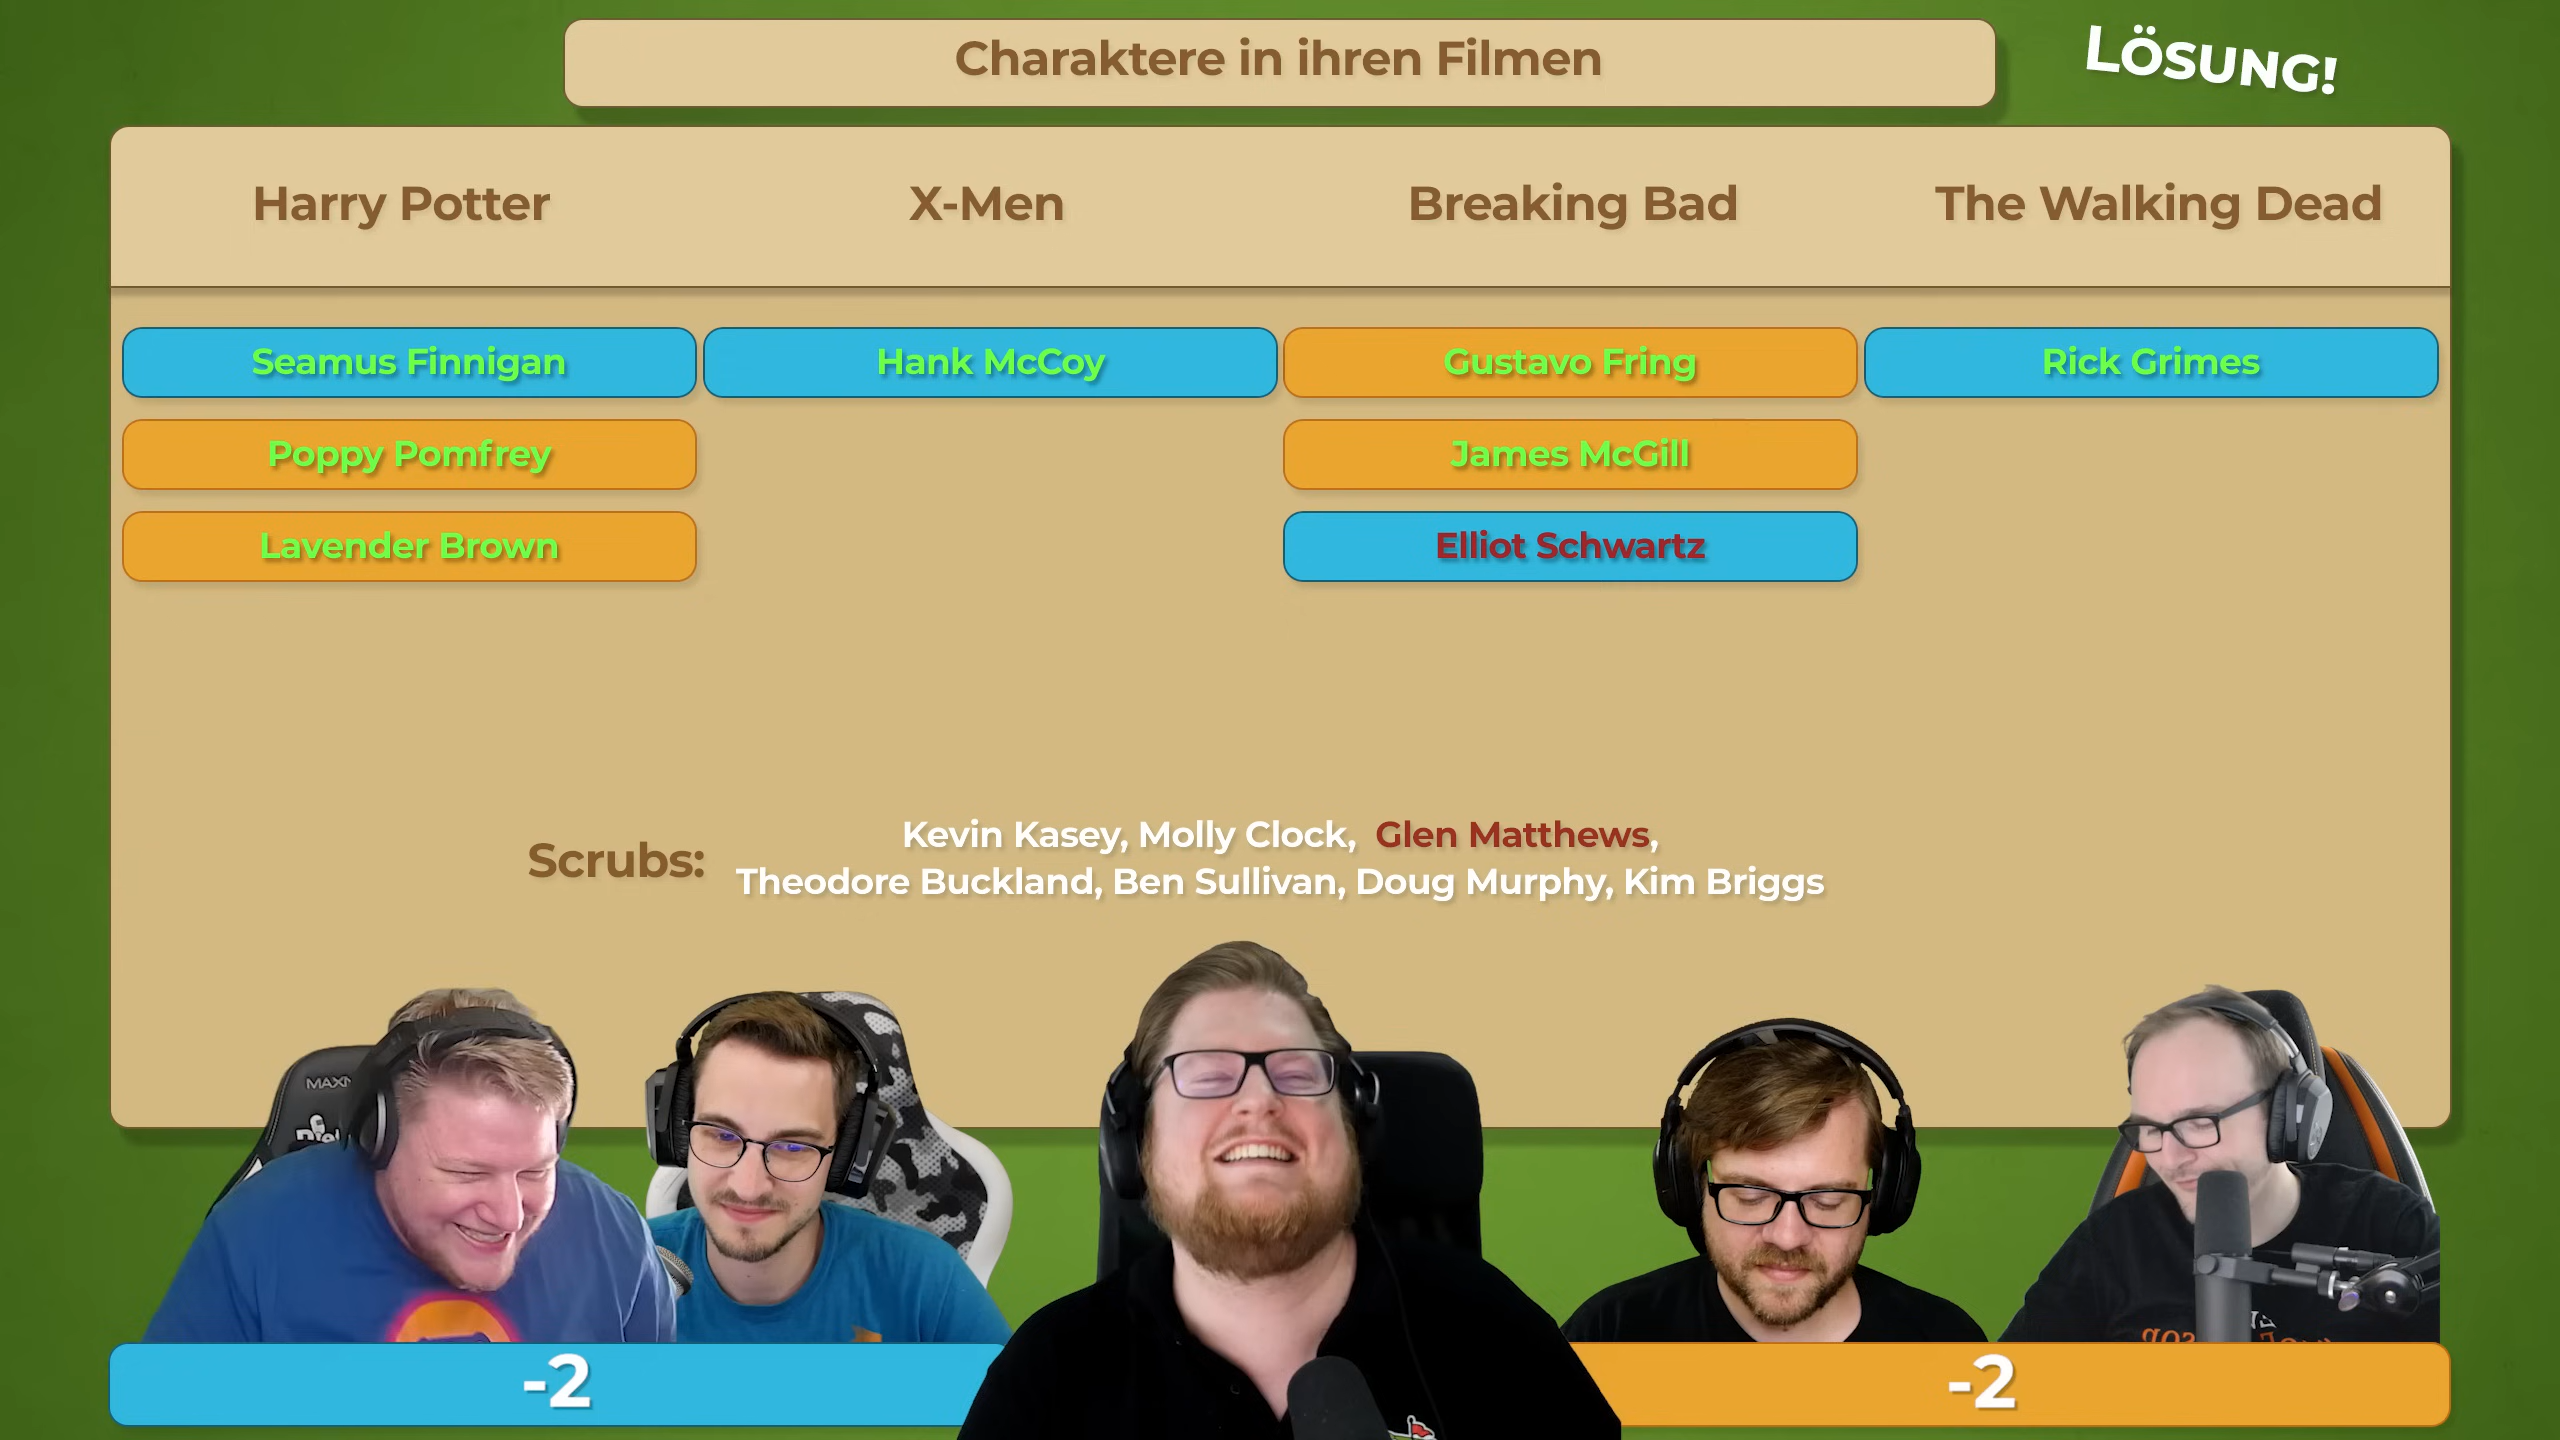 Charaktere in ihren Filmen
LÖSUNG!
Harry Potter
X-Men
Breaking Bad
The Walking Dead
Seamus Finnigan
Hank McCoy
Gustavo Fring
Rick Grimes
Poppy Pomfrey
James McGill
Lavender Brown
Elliot Schwartz
Scrubs:
Kevin Kasey, Molly Clock, Glen Matthews,
Theodore Buckland, Ben Sullivan, Doug Murphy, Kim Briggs
-2
-2